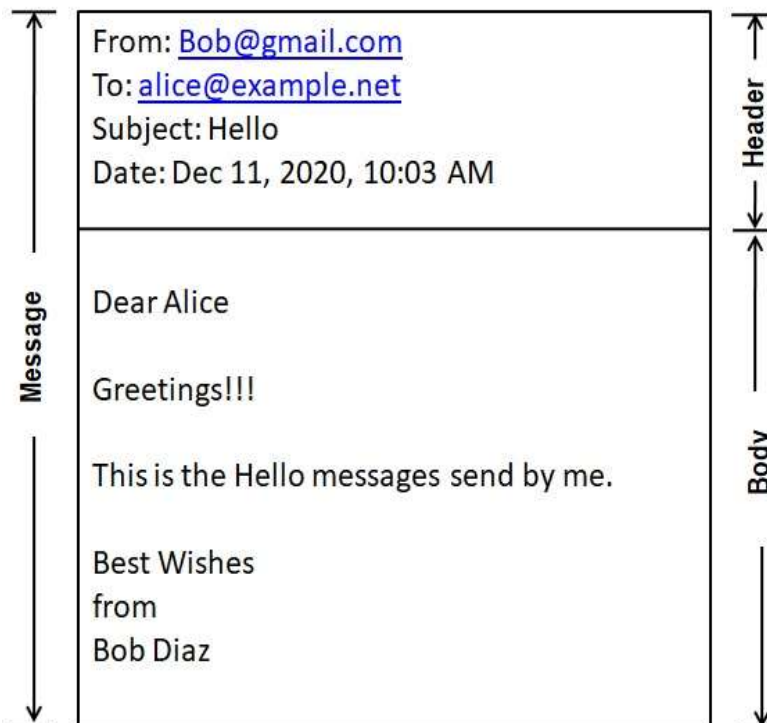 From: Bob@gmail.com
To: alice@example.net
Subject: Hello
Date: Dec 11, 2020, 10:03 AM
Header
Message
Dear Alice
Greetings!!!
This is the Hello messages send by me.
Best Wishes
from
Bob Diaz
Body